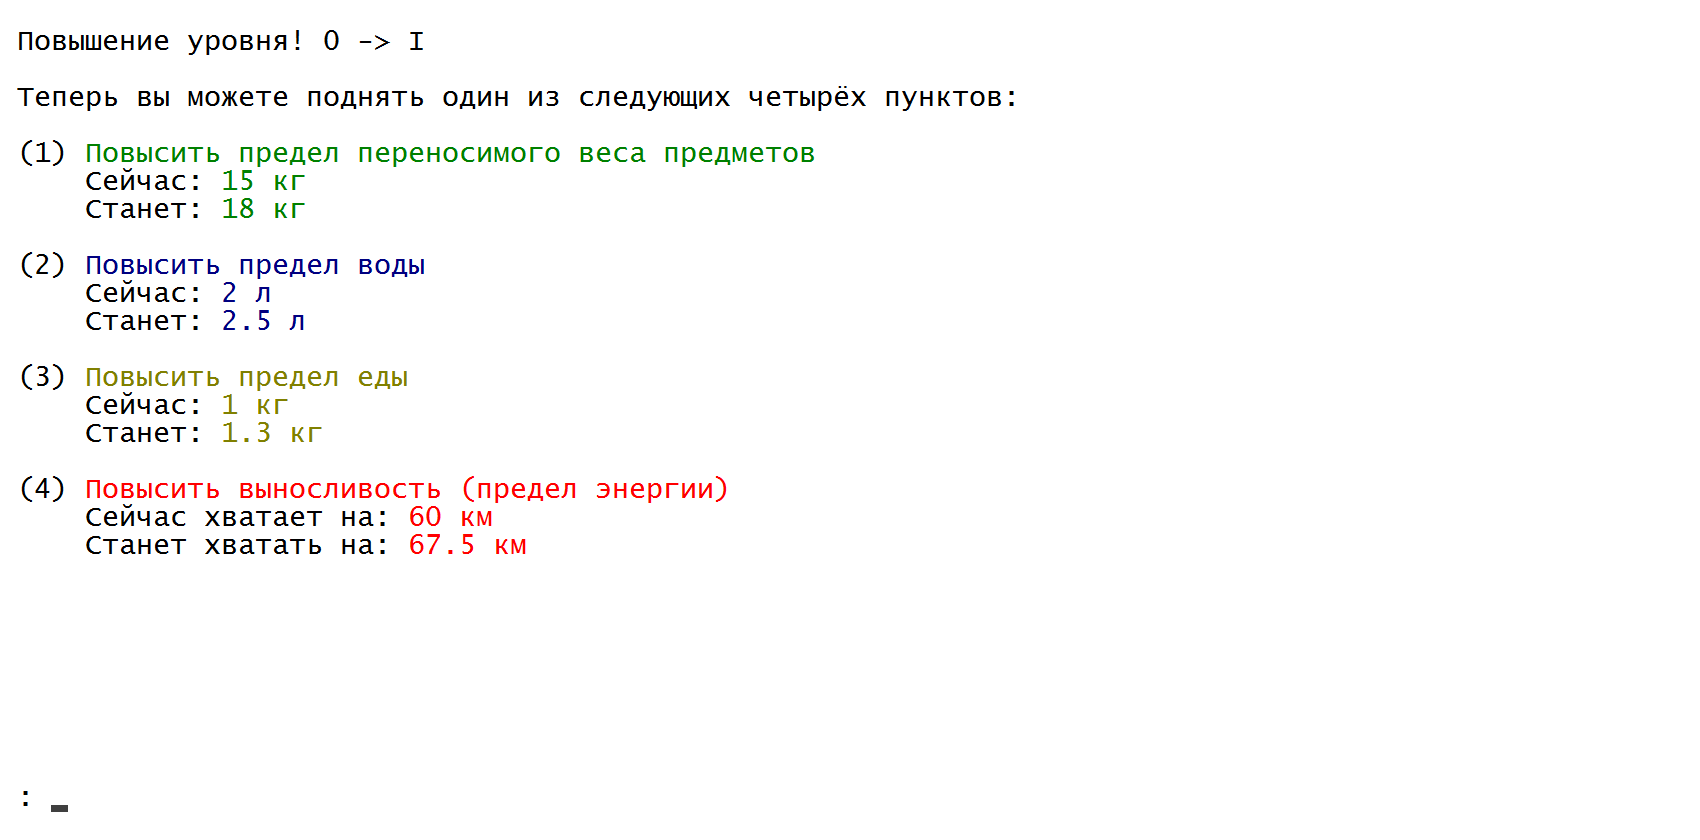 Повышение уровня! 0 -> I
Теперь вы можете поднять один из следующих четырёх пунктов:
(1) Повысить предел переносимого веса предметов
Сейчас: 15 кг
Станет: 18 кг
(2) Повысить предел воды
Сейчас: 2 л
Станет: 2.5 л
(3) Повысить предел еды
Сейчас: 1 кг
Станет: 1.3 кг
(4) Повысить выносливость (предел энергии)
Сейчас хватает на: 60 км
Станет хватать на: 67.5 км
: _